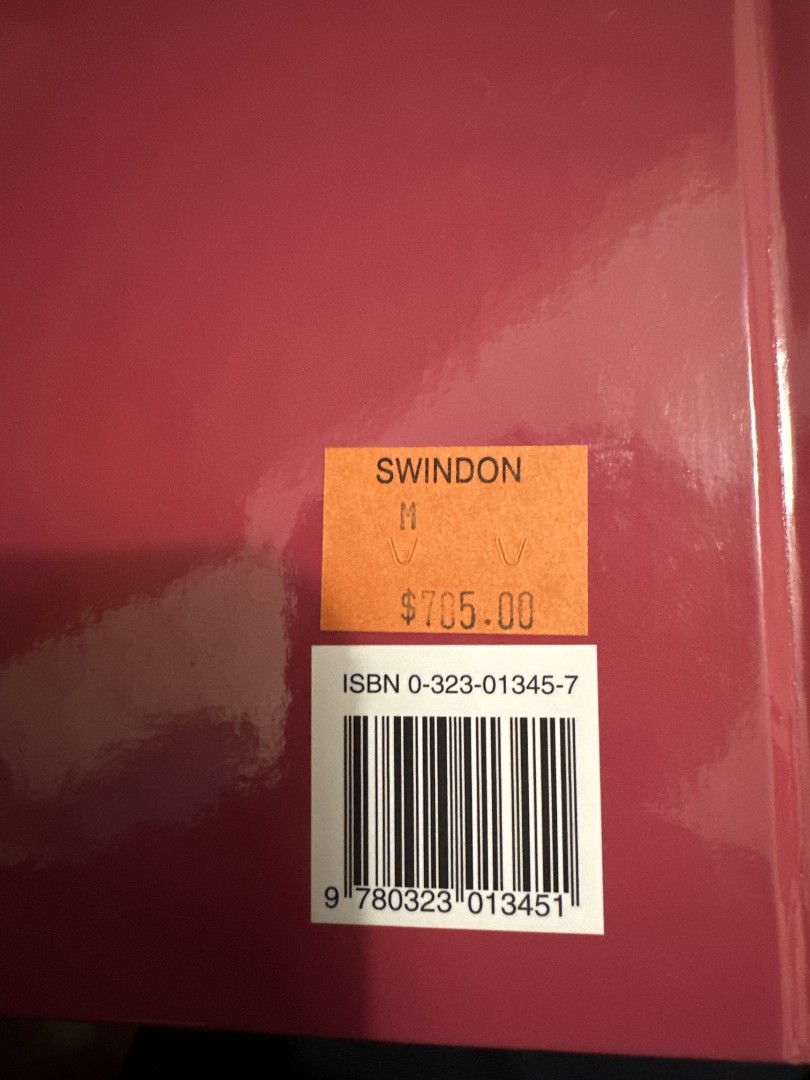 SWINDON
M
$705.00
ISBN 0-323-01345-7
9 780323 013451